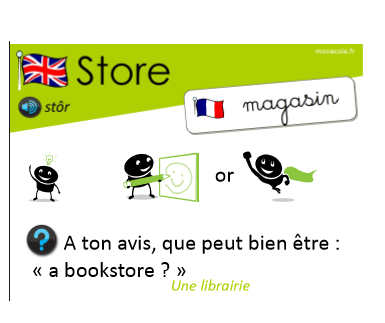 monecole.fr
Store
stôr
magasin
or
A ton avis, que peut bien être :
« a bookstore ? »
Une librairie